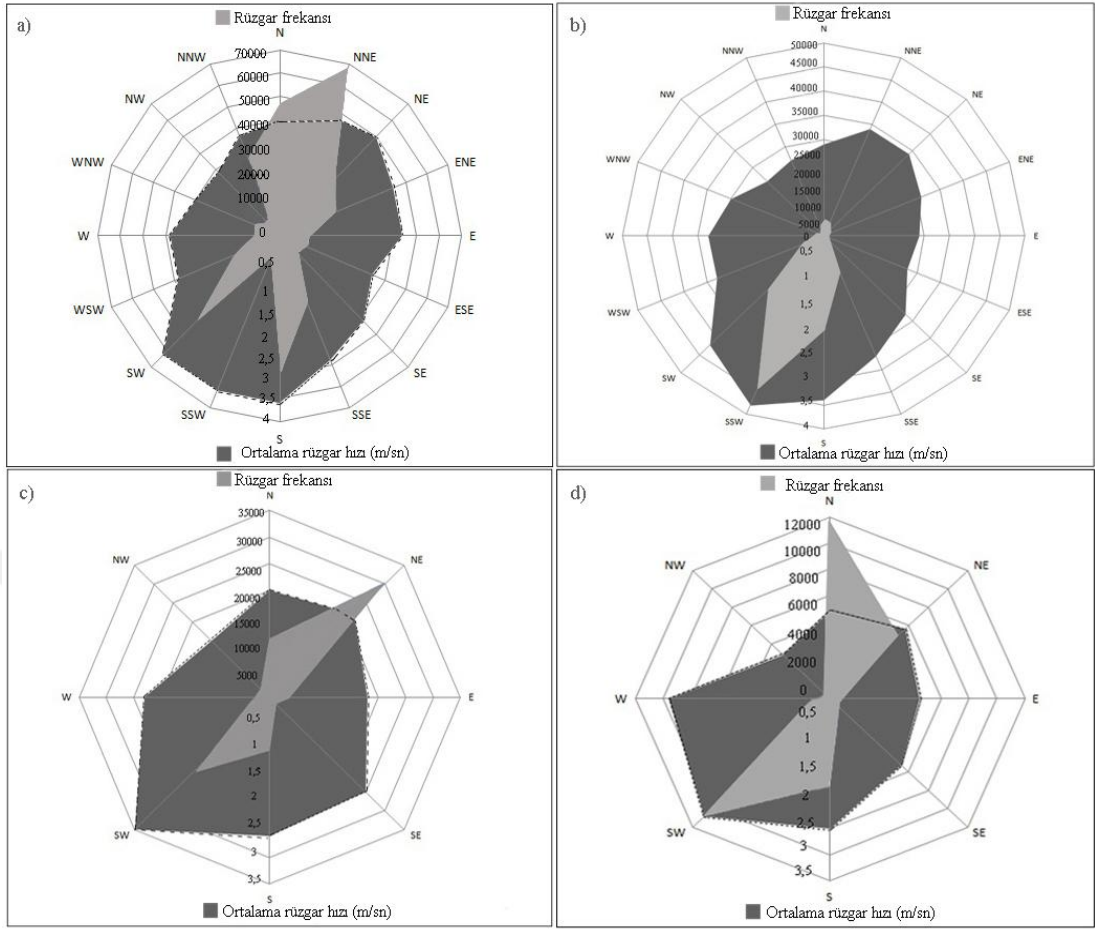 a)
Rüzgar frekansı
N
NNE
NE
ENE
E
ESE
SE
SSE
S
SSW
SW
WSW
W
WNW
NW
NNW
70000
60000
50000
40000
30000
20000
10000
0
0,5
1
1,5
2
2,5
3
3,5
4
Ortalama rüzgar hızı (m/sn)
b)
Rüzgar frekansı
N
NNE
NE
ENE
E
ESE
SE
SSE
S
SSW
SW
WSW
W
WNW
NW
NNW
50000
45000
40000
35000
30000
25000
20000
15000
10000
5000
0
0,5
1
1,5
2
2,5
3
3,5
4
Ortalama rüzgar hızı (m/sn)
c)
Rüzgar frekansı
N
NE
E
SE
S
SW
W
NW
35000
30000
25000
20000
15000
10000
5000
0,5
1
1,5
2
2,5
3
3,5
Ortalama rüzgar hızı (m/sn)
d)
Rüzgar frekansı
N
NE
E
SE
S
SW
W
NW
12000
10000
8000
6000
4000
2000
0
0.5
1
1,5
2
2,5
3
3,5
Ortalama rüzgar hızı (m/sn)